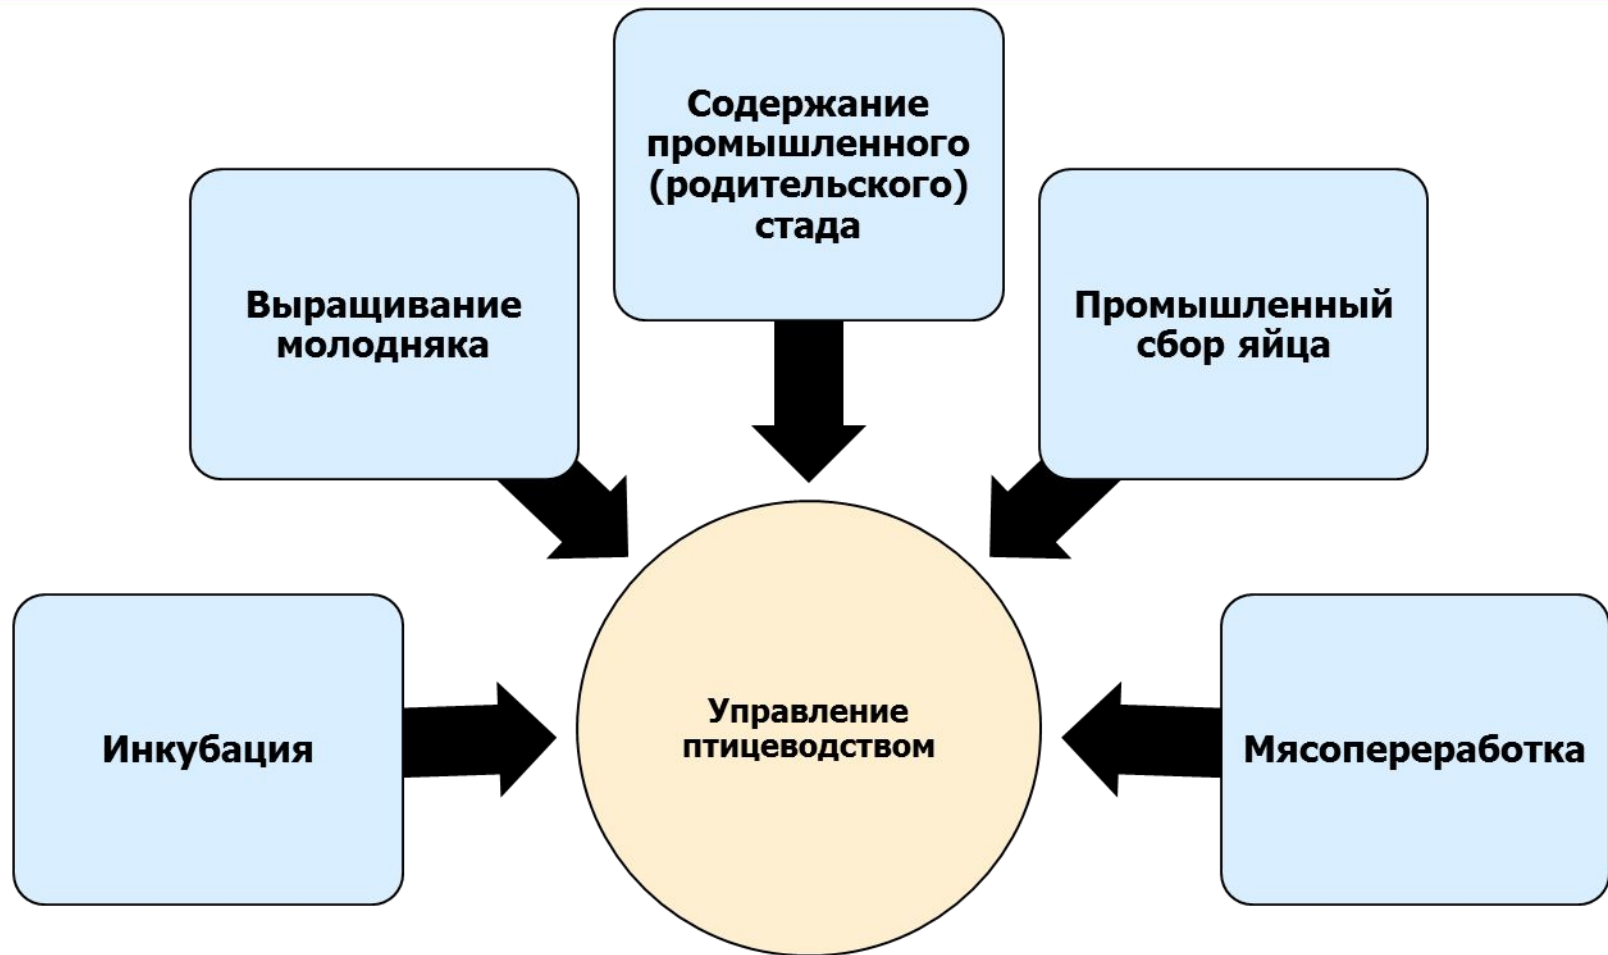 Содержание
промышленного
(родительского)
стада
Выращивание
молодняка
Промышленный
сбор яйца
Инкубация
Управление
птицеводством
Мясопереработка